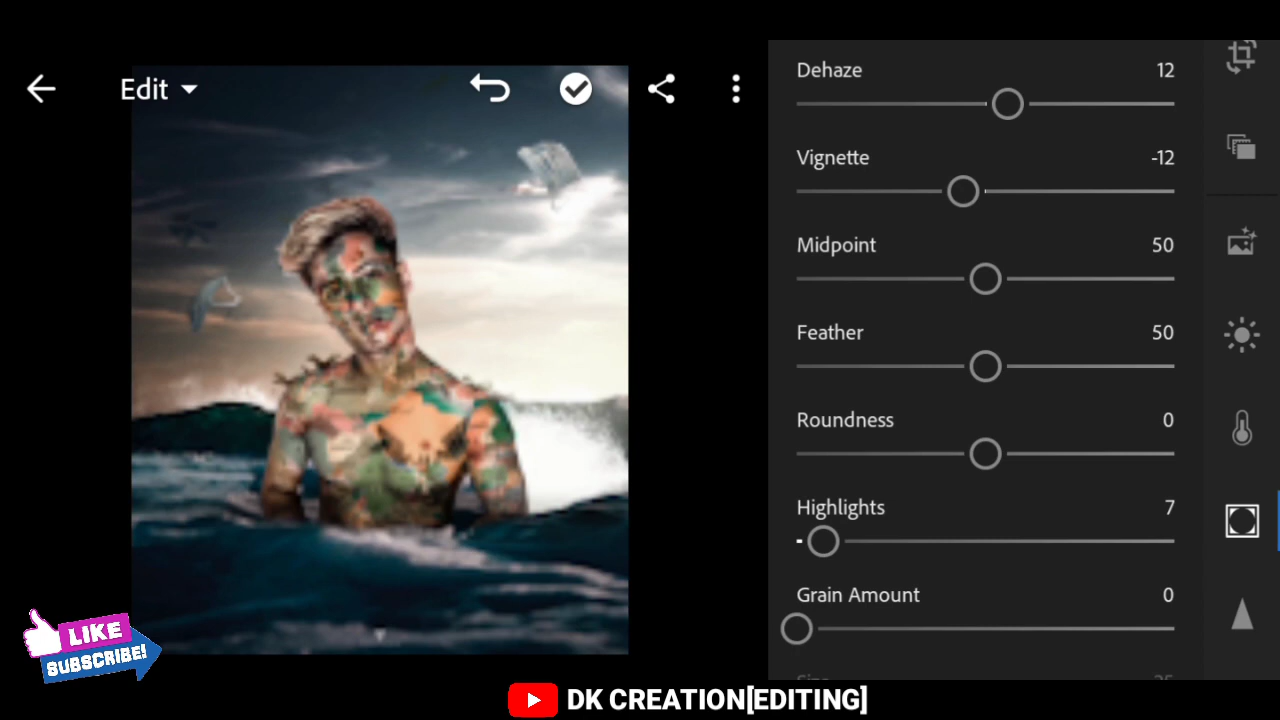 Edit
Dehaze 12
Vignette -12
Midpoint 50
Feather 50
Roundness 0
Highlights 7
Grain Amount 0
LIKE
SUBSCRIBE!
DK CREATION[EDITING]